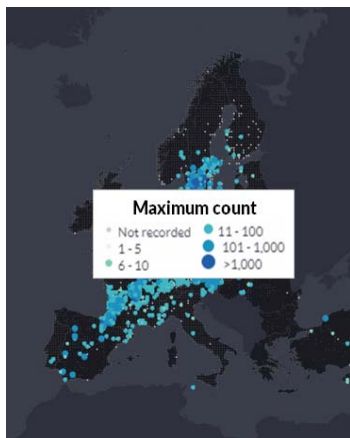 Maximum count
Not recorded
1 - 5
6 - 10
11 - 100
101 - 1,000
>1,000